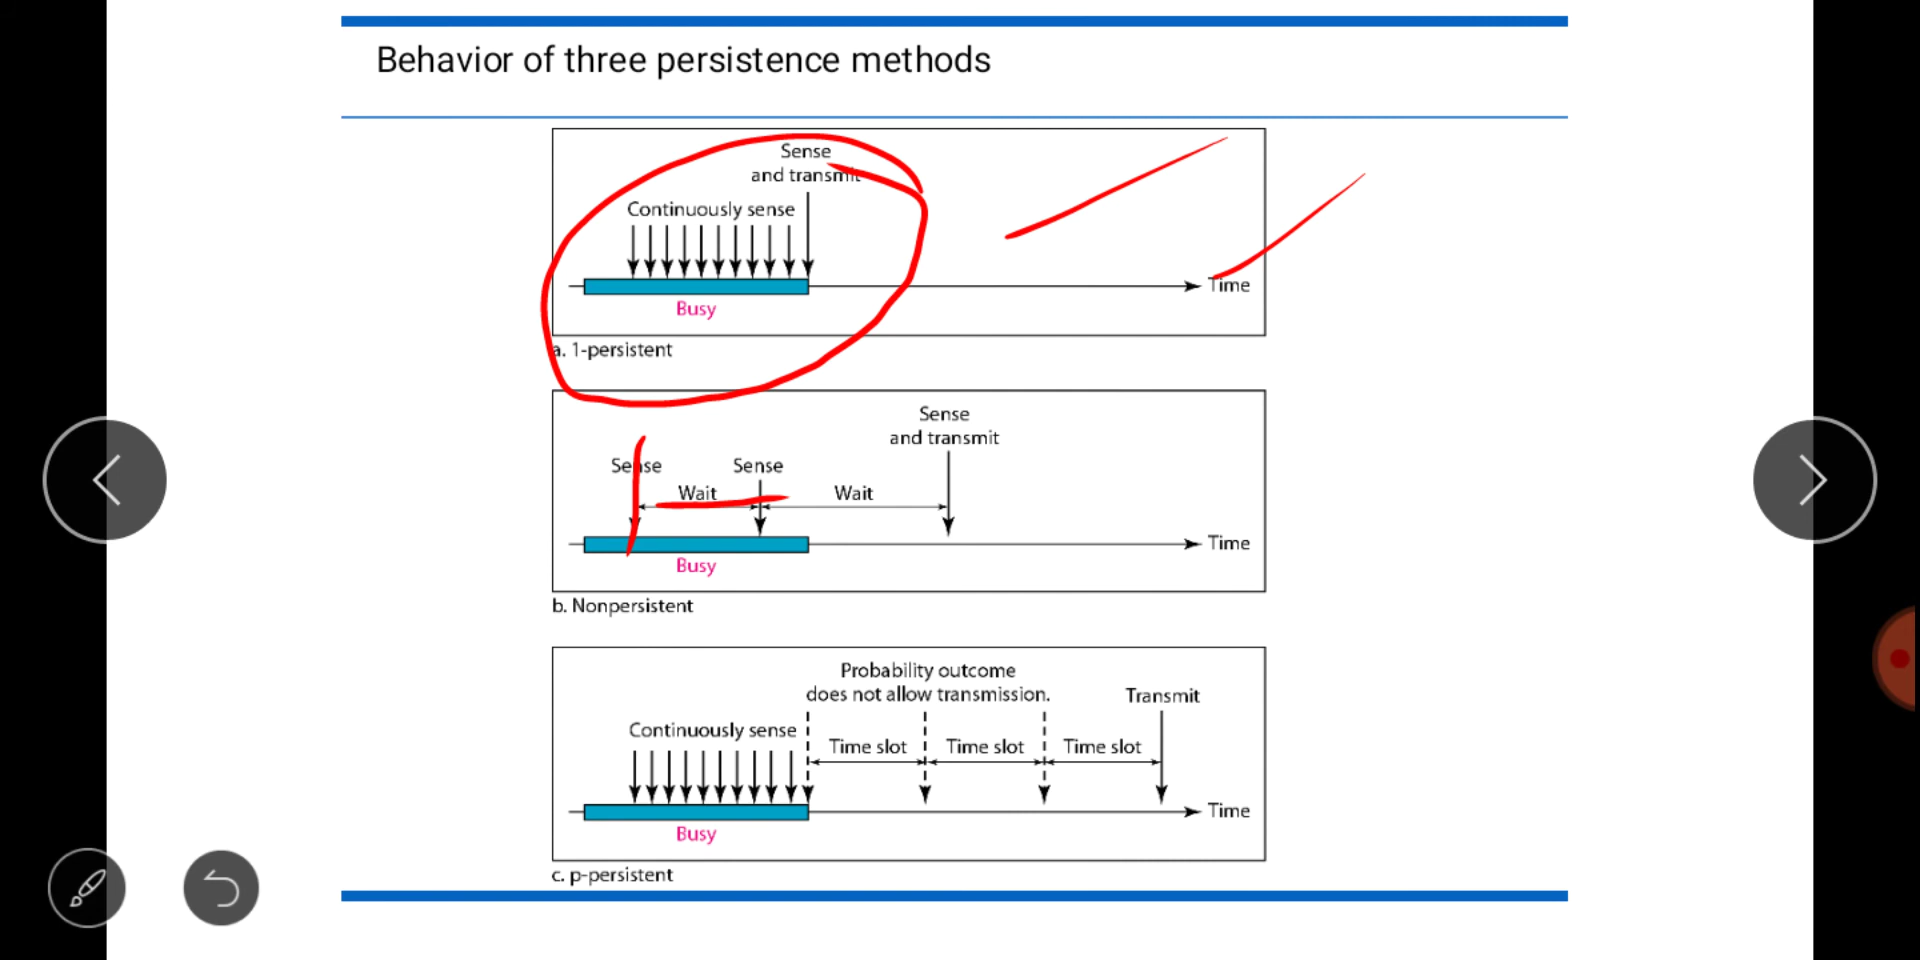 Behavior of three persistence methods
Sense
and transmit
Continuously sense
Busy
Time
a. 1-persistent
Sense
and transmit
Sense
Sense
Wait
Wait
Busy
Time
b. Nonpersistent
Probability outcome
does not allow transmission.
Transmit
Continuously sense
Time slot
Time slot
Time slot
Busy
Time
c. p-persistent